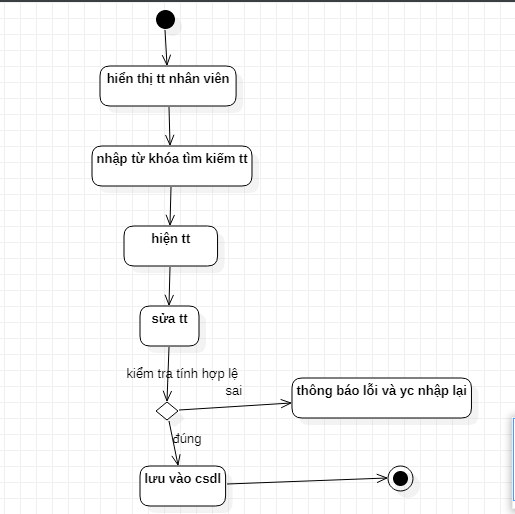 hiển thị tt nhân viên
nhập từ khóa tìm kiếm tt
hiện tt
sửa tt
kiểm tra tính hợp lệ
sai
thông báo lỗi và yc nhập lại
đúng
lưu vào csdl